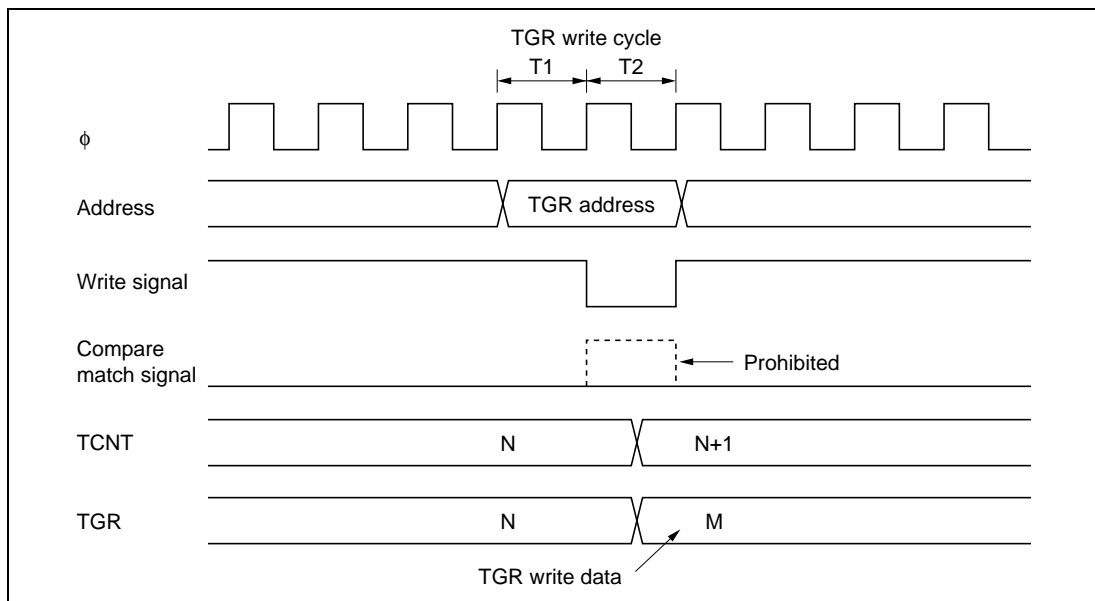 TGR write cycle
T1 T2
ϕ
Address TGR address
Write signal
Compare
match signal Prohibited
TCNT N N+1
TGR N M
TGR write data